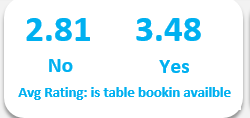 2.81 3.48
No Yes
Avg Rating: is table bookin availble